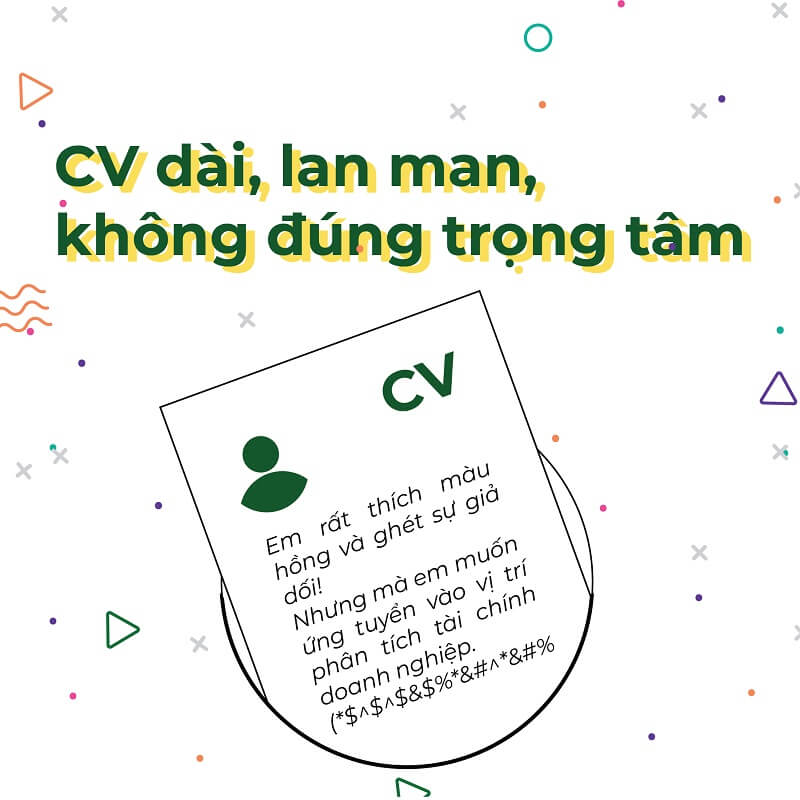 CV dài, lan man,
không đúng trọng tâm
CV
Em rất thích màu
hồng và ghét sự giả
dối!
Nhưng mà em muốn
ứng tuyển vào vị trí
phân tích tài chính
doanh nghiệp.
(*$^$^$&$%*&#^*&#%